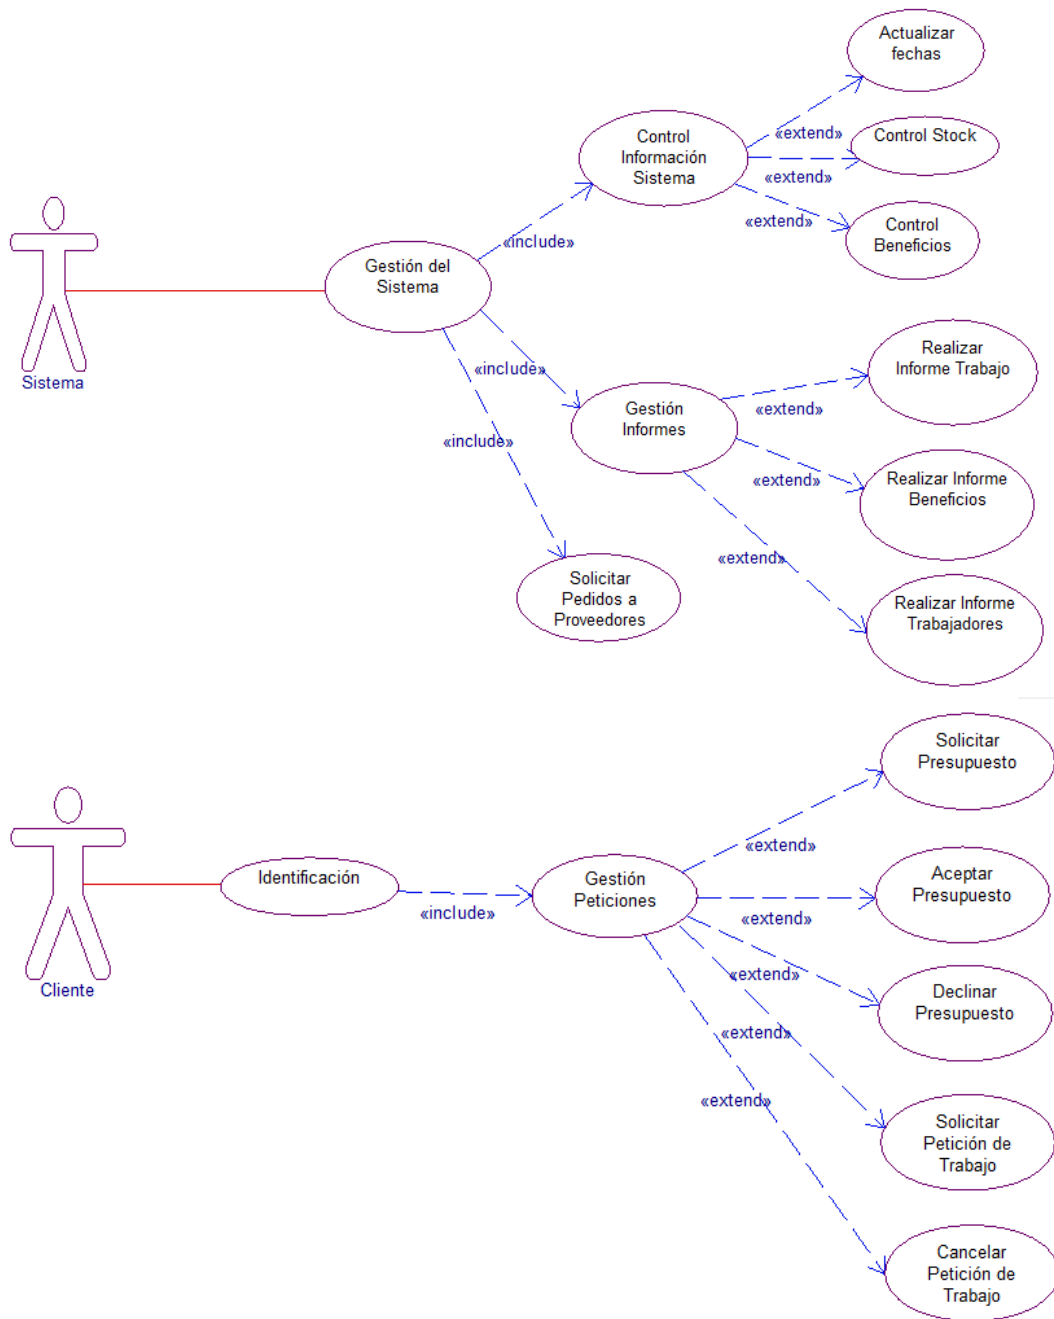 Actualizar
fechas
«extend»
Control
Información
Sistema
Control Stock
«extend»
«extend»
Control
Beneficios
«include»
Gestión del
Sistema
Sistema
«include»
Realizar
Informe Trabajo
«extend»
Gestión
Informes
«include»
«extend»
Realizar Informe
Beneficios
«extend»
Solicitar
Pedidos a
Proveedores
Realizar Informe
Trabajadores
Solicitar
Presupuesto
«extend»
Identificación
«include»
Gestión
Peticiones
Aceptar
Presupuesto
«extend»
Cliente
«extend»
Declinar
Presupuesto
«extend»
«extend»
Solicitar
Petición de
Trabajo
Cancelar
Petición de
Trabajo